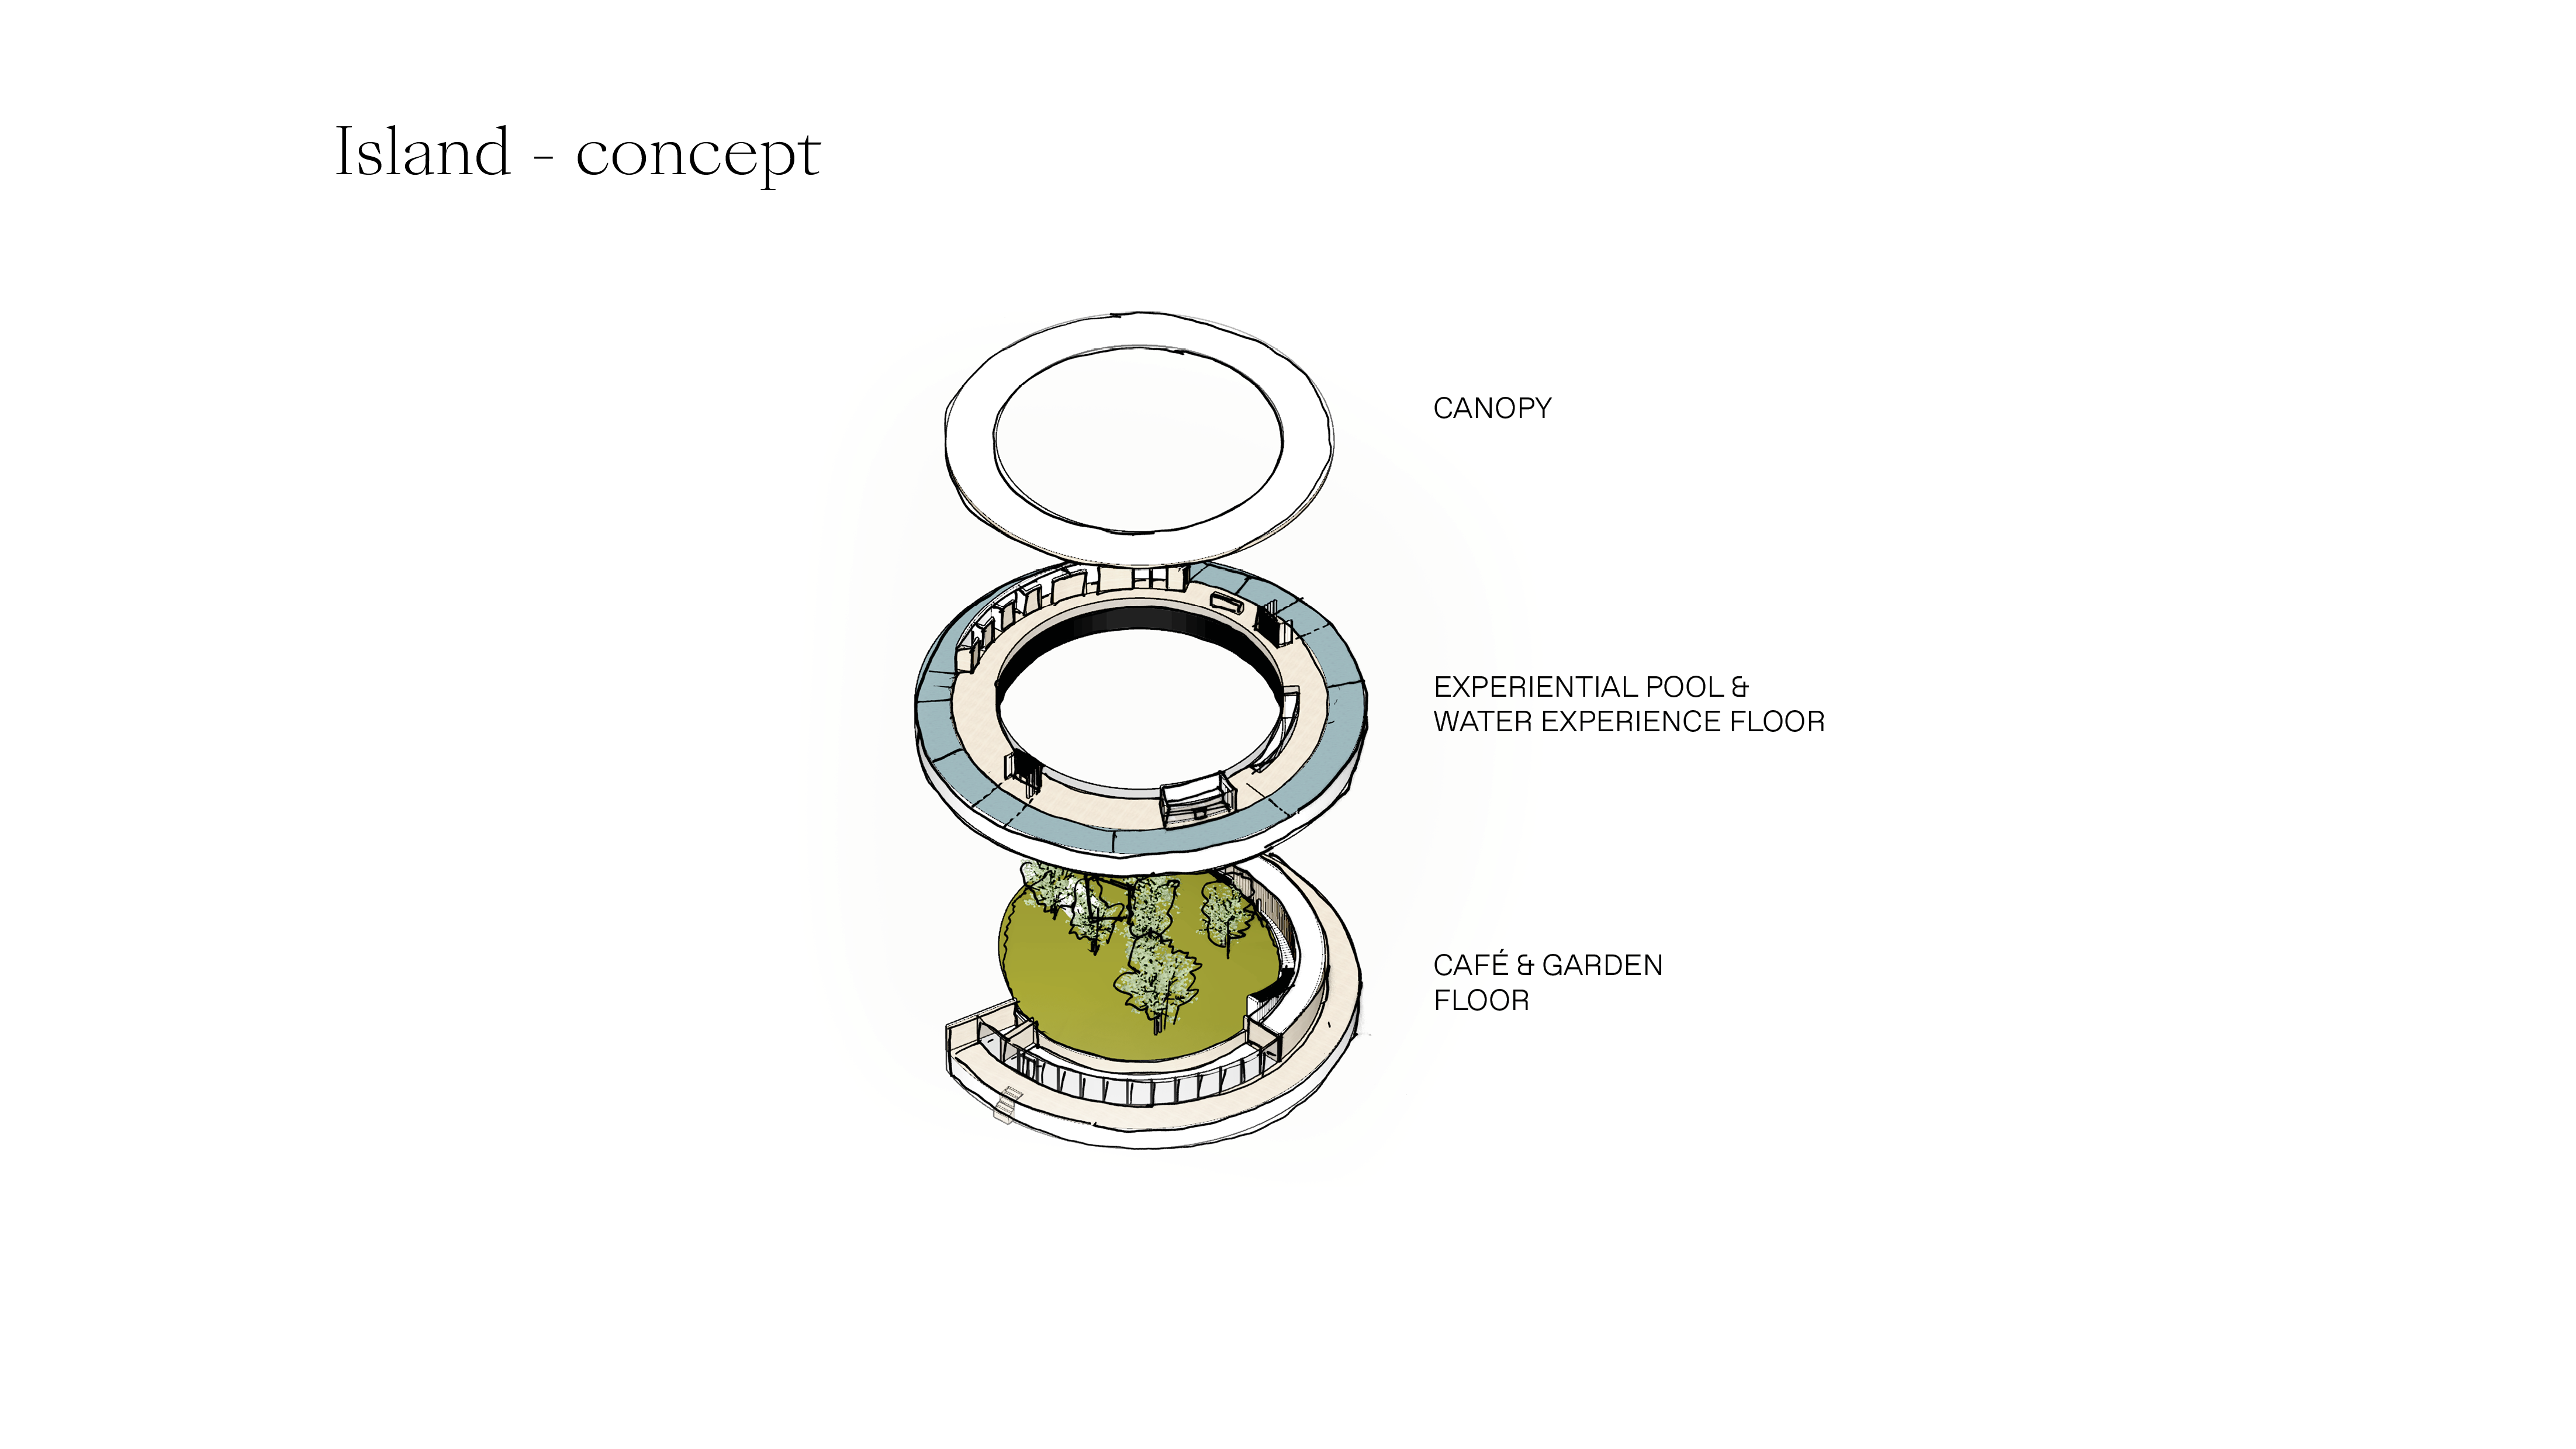 Island - concept
CANOPY
EXPERIENTIAL POOL &
WATER EXPERIENCE FLOOR
CAFÉ & GARDEN
FLOOR